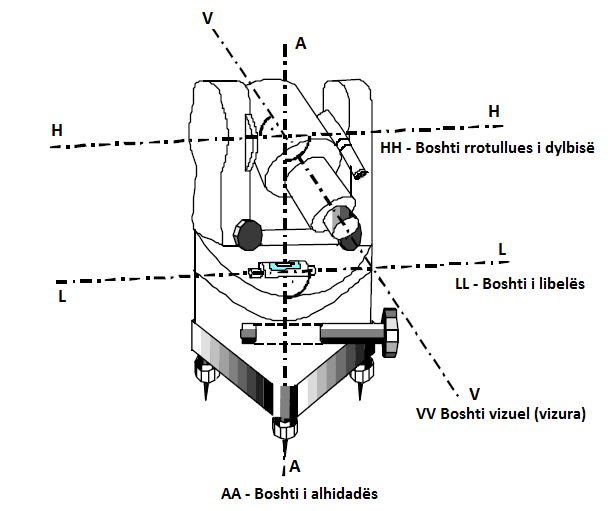 V
A
H
H
HH - Boshti rrotullues i dylbisë
L
L
LL - Boshti i libelës
V
VV Boshti vizuel (vizura)
A
AA - Boshti i alhidadës